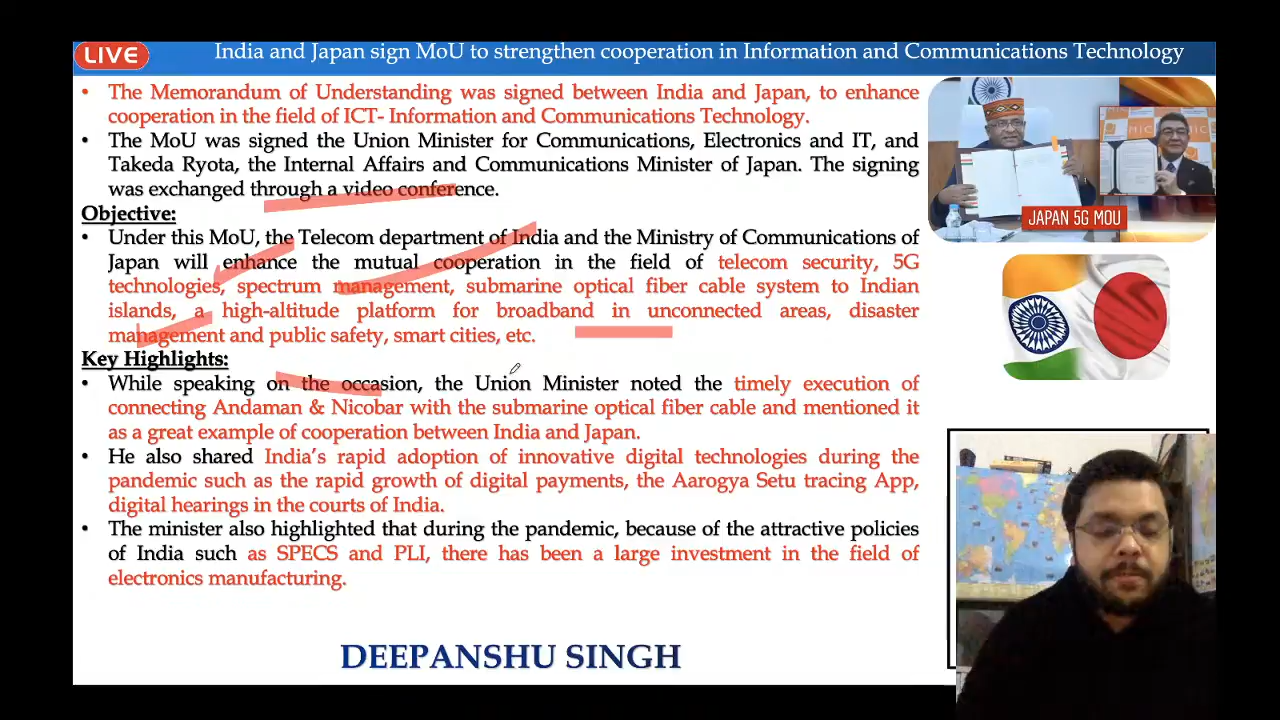 LIVE
India and Japan sign MoU to strengthen cooperation in Information and Communications Technology
• The Memorandum of Understanding was signed between India and Japan, to enhance
cooperation in the field of ICT- Information and Communications Technology.
• The MoU was signed the Union Minister for Communications, Electronics and IT, and
Takeda Ryota, the Internal Affairs and Communications Minister of Japan. The signing
was exchanged through a video conference.
Objective:
• Under this MoU, the Telecom department of India and the Ministry of Communications of
Japan will enhance the mutual cooperation in the field of telecom security, 5G
technologies, spectrum management, submarine optical fiber cable system to Indian
islands, a high-altitude platform for broadband in unconnected areas, disaster
management and public safety, smart cities, etc.
Key Highlights:
• While speaking on the occasion, the Union Minister noted the timely execution of
connecting Andaman & Nicobar with the submarine optical fiber cable and mentioned it
as a great example of cooperation between India and Japan.
• He also shared India's rapid adoption of innovative digital technologies during the
pandemic such as the rapid growth of digital payments, the Aarogya Setu tracing App,
digital hearings in the courts of India.
• The minister also highlighted that during the pandemic, because of the attractive policies
of India such as SPECS and PLI, there has been a large investment in the field of
electronics manufacturing.
MIC
JAPAN 5G MOU
DEEPANSHU SINGH